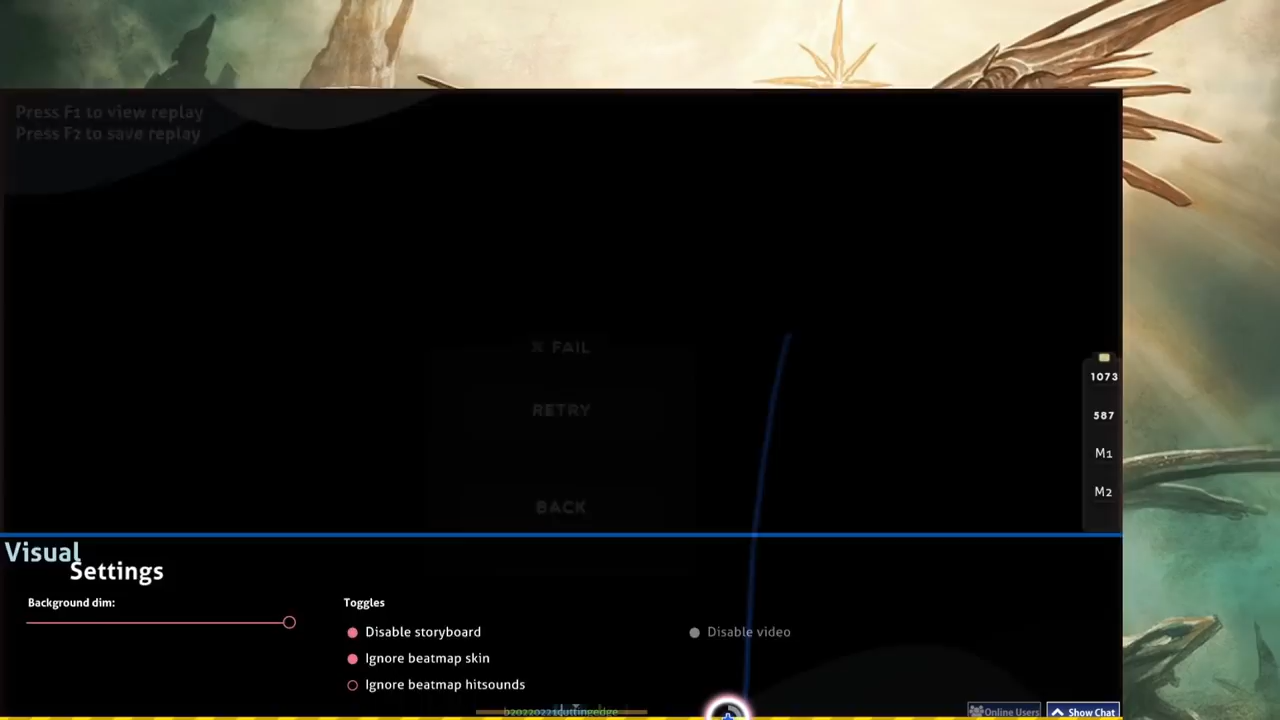 Press F1 to view replay
Press F2 to save replay
FAIL
RETRY
BACK
1073
587
M1
M2
Visual
Settings
Background dim:
Toggles
Disable storyboard
Disable video
Ignore beatmap skin
Ignore beatmap hitsounds
b20220221cuttingedge
Online Users
Show Chat